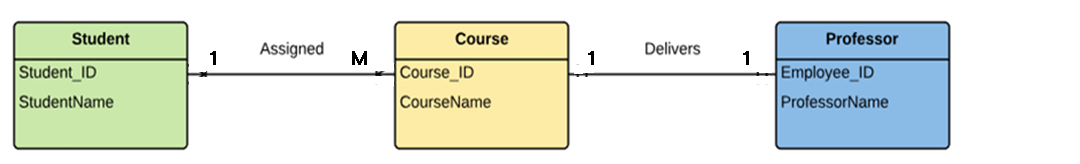 Student
Student_ID
StudentName
1 Assigned M
Course
Course_ID
CourseName
1 Delivers 1
Professor
Employee_ID
ProfessorName